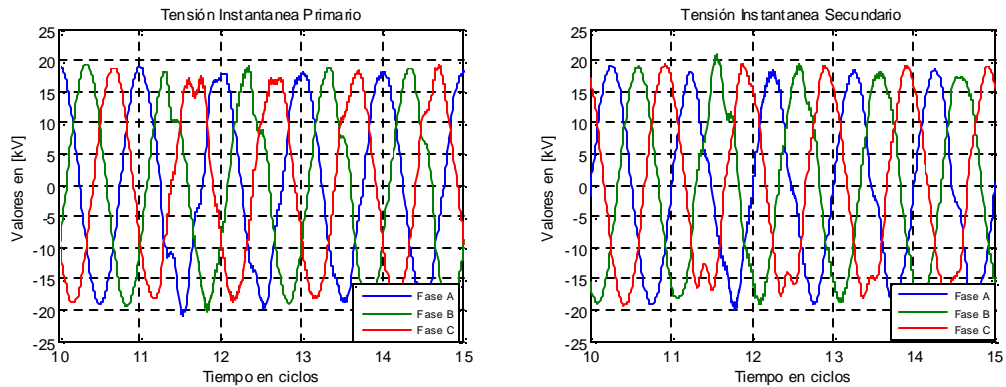 Tensión Instantanea Primario
25
20
15
10
5
0
-5
-10
-15
-20
-25
Valores en [kV]
10
11
12
13
14
15
Tiempo en ciclos
Fase A
Fase B
Fase C
Tensión Instantanea Secundario
25
20
15
10
5
0
-5
-10
-15
-20
-25
Valores en [kV]
10
11
12
13
14
15
Tiempo en ciclos
Fase A
Fase B
Fase C